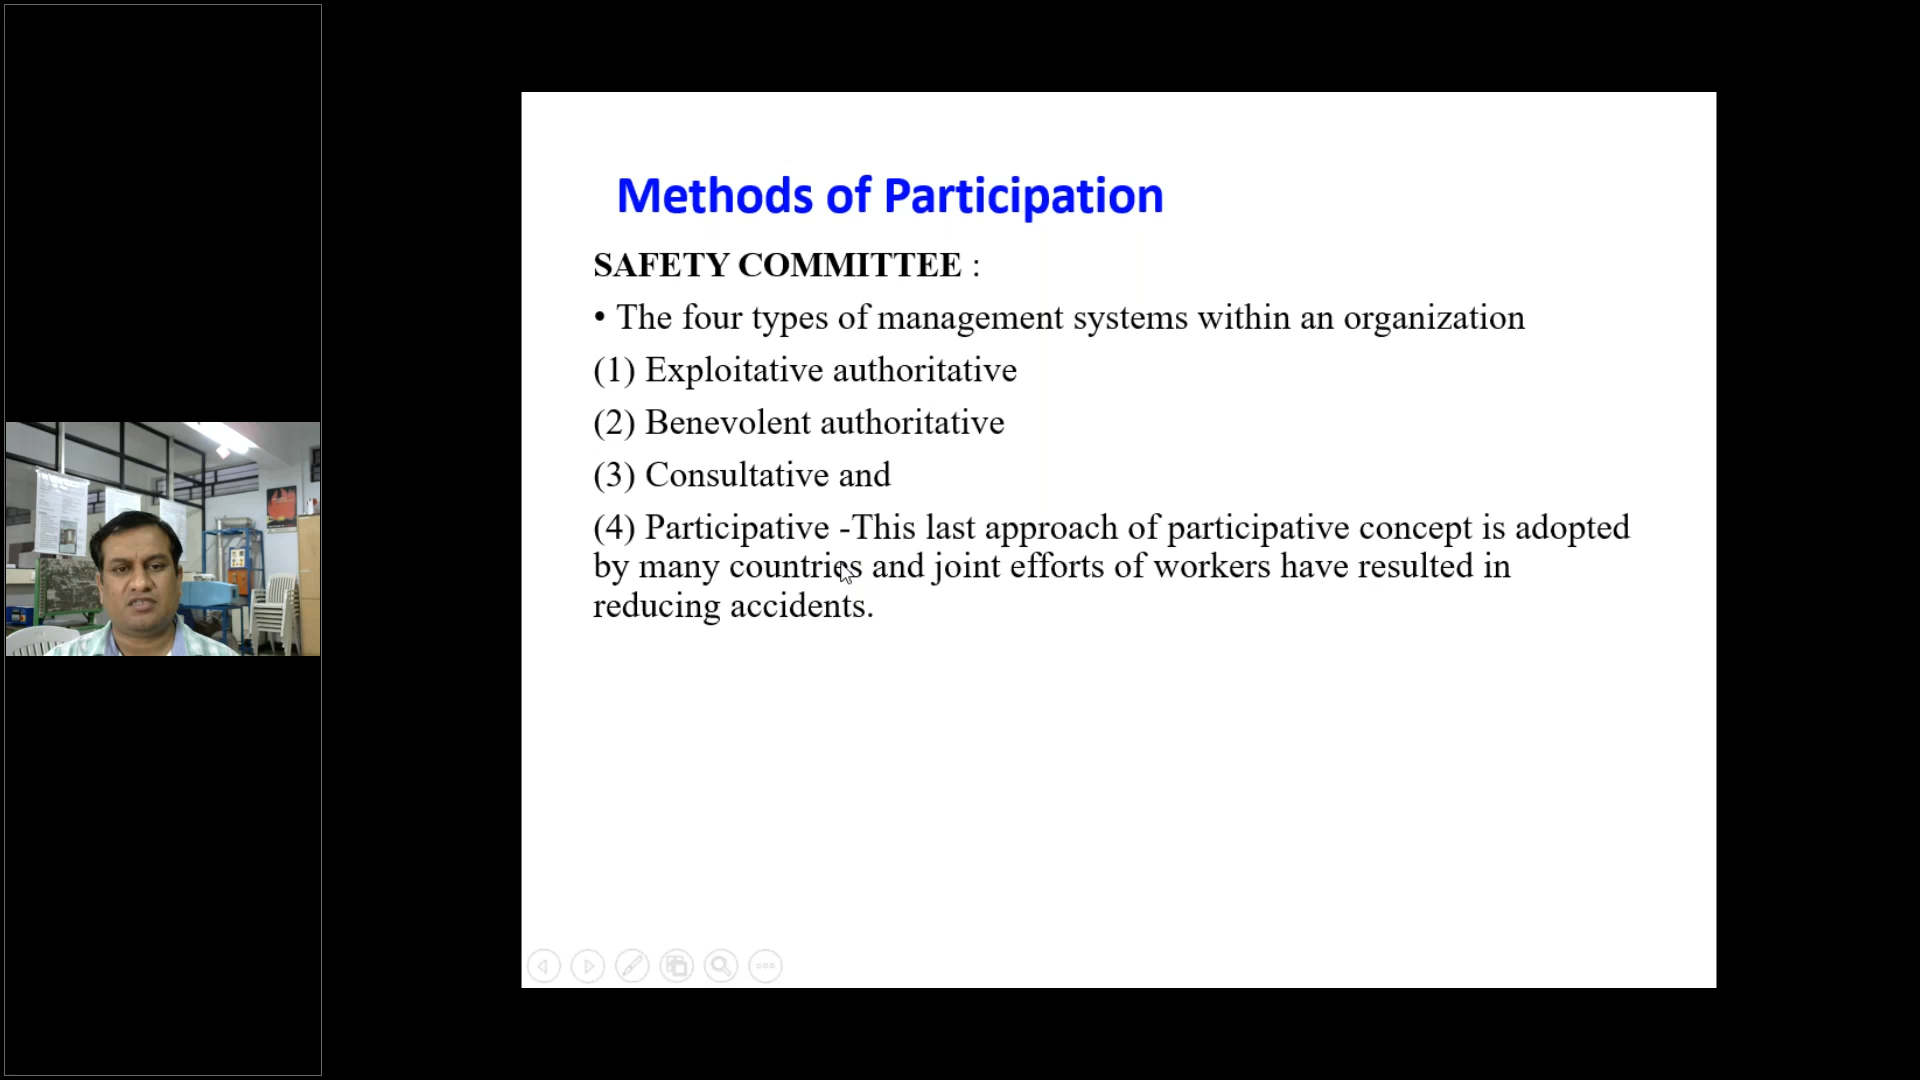 Methods of Participation
SAFETY COMMITTEE :
• The four types of management systems within an organization
(1) Exploitative authoritative
(2) Benevolent authoritative
(3) Consultative and
(4) Participative -This last approach of participative concept is adopted
by many countries and joint efforts of workers have resulted in
reducing accidents.